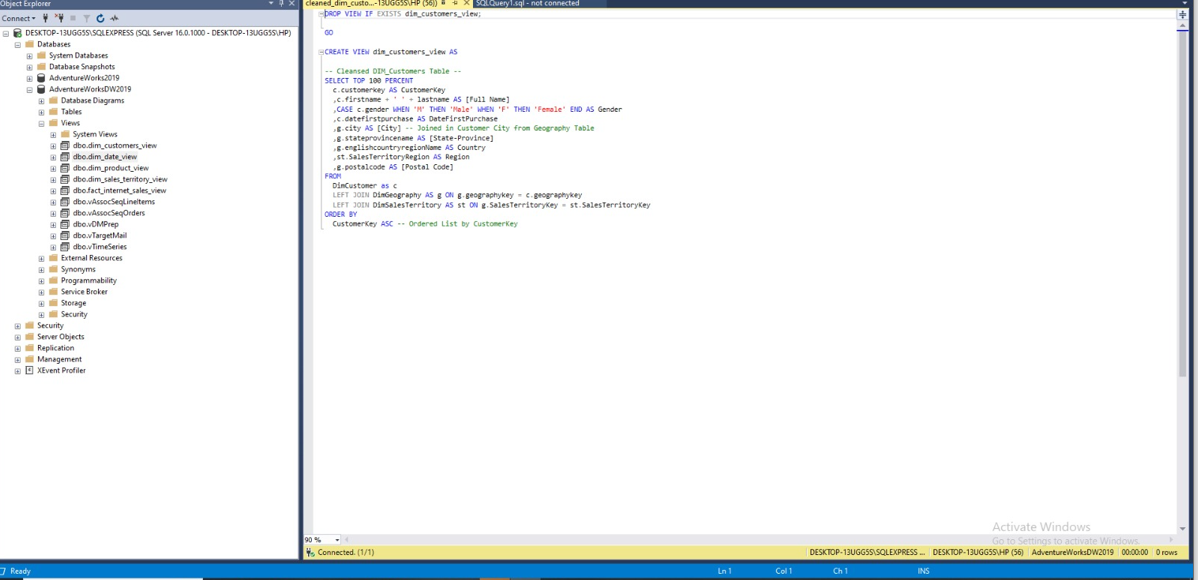 Object Explorer
Connect
DESKTOP-13UGG5S\SQLEXPRESS (SQL Server 16.0.1000 - DESKTOP-13UGG5S\HP)
Databases
System Databases
Database Snapshots
AdventureWorks2019
AdventureWorksDW2019
Database Diagrams
Tables
Views
System Views
dbo.dim_customers_view
dbo.dim_date_view
dbo.dim_product_view
dbo.dim_sales_territory_view
dbo.fact_internet_sales_view
dbo.vAssocSeqLineItems
dbo.vAssocSeqOrders
dbo.vDMPrep
dbo.vTargetMail
dbo.vTimeSeries
External Resources
Synonyms
Programmability
Service Broker
Storage
Security
Security
Server Objects
Replication
Management
XEvent Profiler
cleaned_dim_custo...-13UGG5S\HP (56))
SQLQuery1.sql - not connected
DROP VIEW IF EXISTS dim_customers_view;
GO
CREATE VIEW dim_customers_view AS
-- Cleansed DIM_Customers Table --
SELECT TOP 100 PERCENT
c.customerkey AS CustomerKey
,c.firstname + ' ' + lastname AS [Full Name]
,CASE c.gender WHEN 'M' THEN 'Male' WHEN 'F' THEN 'Female' END AS Gender
,c.datefirstpurchase AS DateFirstPurchase
,g.city AS [City] -- Joined in Customer City from Geography Table
,g.stateprovincename AS [State-Province]
,g.englishcountryregionName AS Country
,st.SalesTerritoryRegion AS Region
,g.postalcode AS [Postal Code]
FROM
DimCustomer as c
LEFT JOIN DimGeography AS g ON g.geographykey = c.geographykey
LEFT JOIN DimSalesTerritory AS st ON g.SalesTerritoryKey = st.SalesTerritoryKey
ORDER BY
CustomerKey ASC -- Ordered List by CustomerKey
Activate Windows
Go to Settings to activate Windows.
90 %
Connected. (1/1)
DESKTOP-13UGG5S\SQLEXPRESS ...
DESKTOP-13UGG5S\HP (56)
AdventureWorksDW2019
00:00:00
0 rows
Ready
Ln 1
Col 1
Ch 1
INS